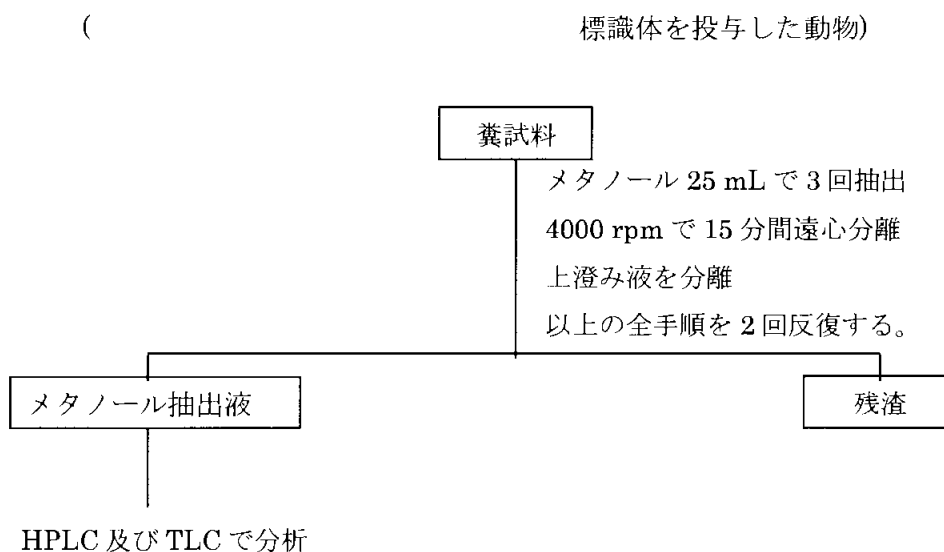 ( 標識体を投与した動物)
糞試料
メタノール 25 mL で 3 回抽出
4000 rpm で 15 分間遠心分離
上澄み液を分離
以上の全手順を 2 回反復する。
メタノール抽出液
残渣
HPLC 及び TLC で分析